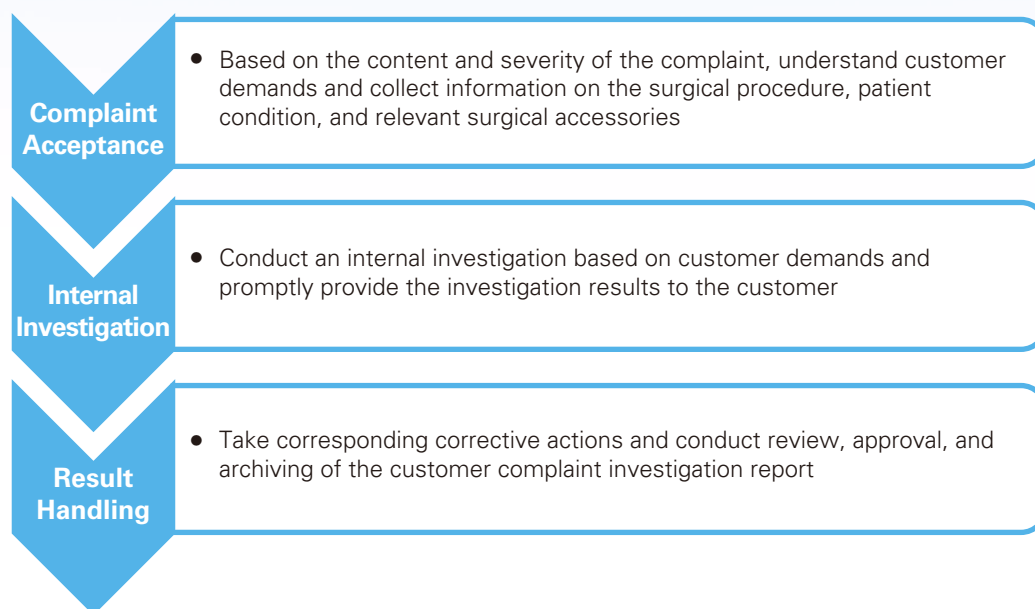 Complaint
Acceptance
● Based on the content and severity of the complaint, understand customer
demands and collect information on the surgical procedure, patient
condition, and relevant surgical accessories
Internal
Investigation
● Conduct an internal investigation based on customer demands and
promptly provide the investigation results to the customer
Result
Handling
● Take corresponding corrective actions and conduct review, approval, and
archiving of the customer complaint investigation report